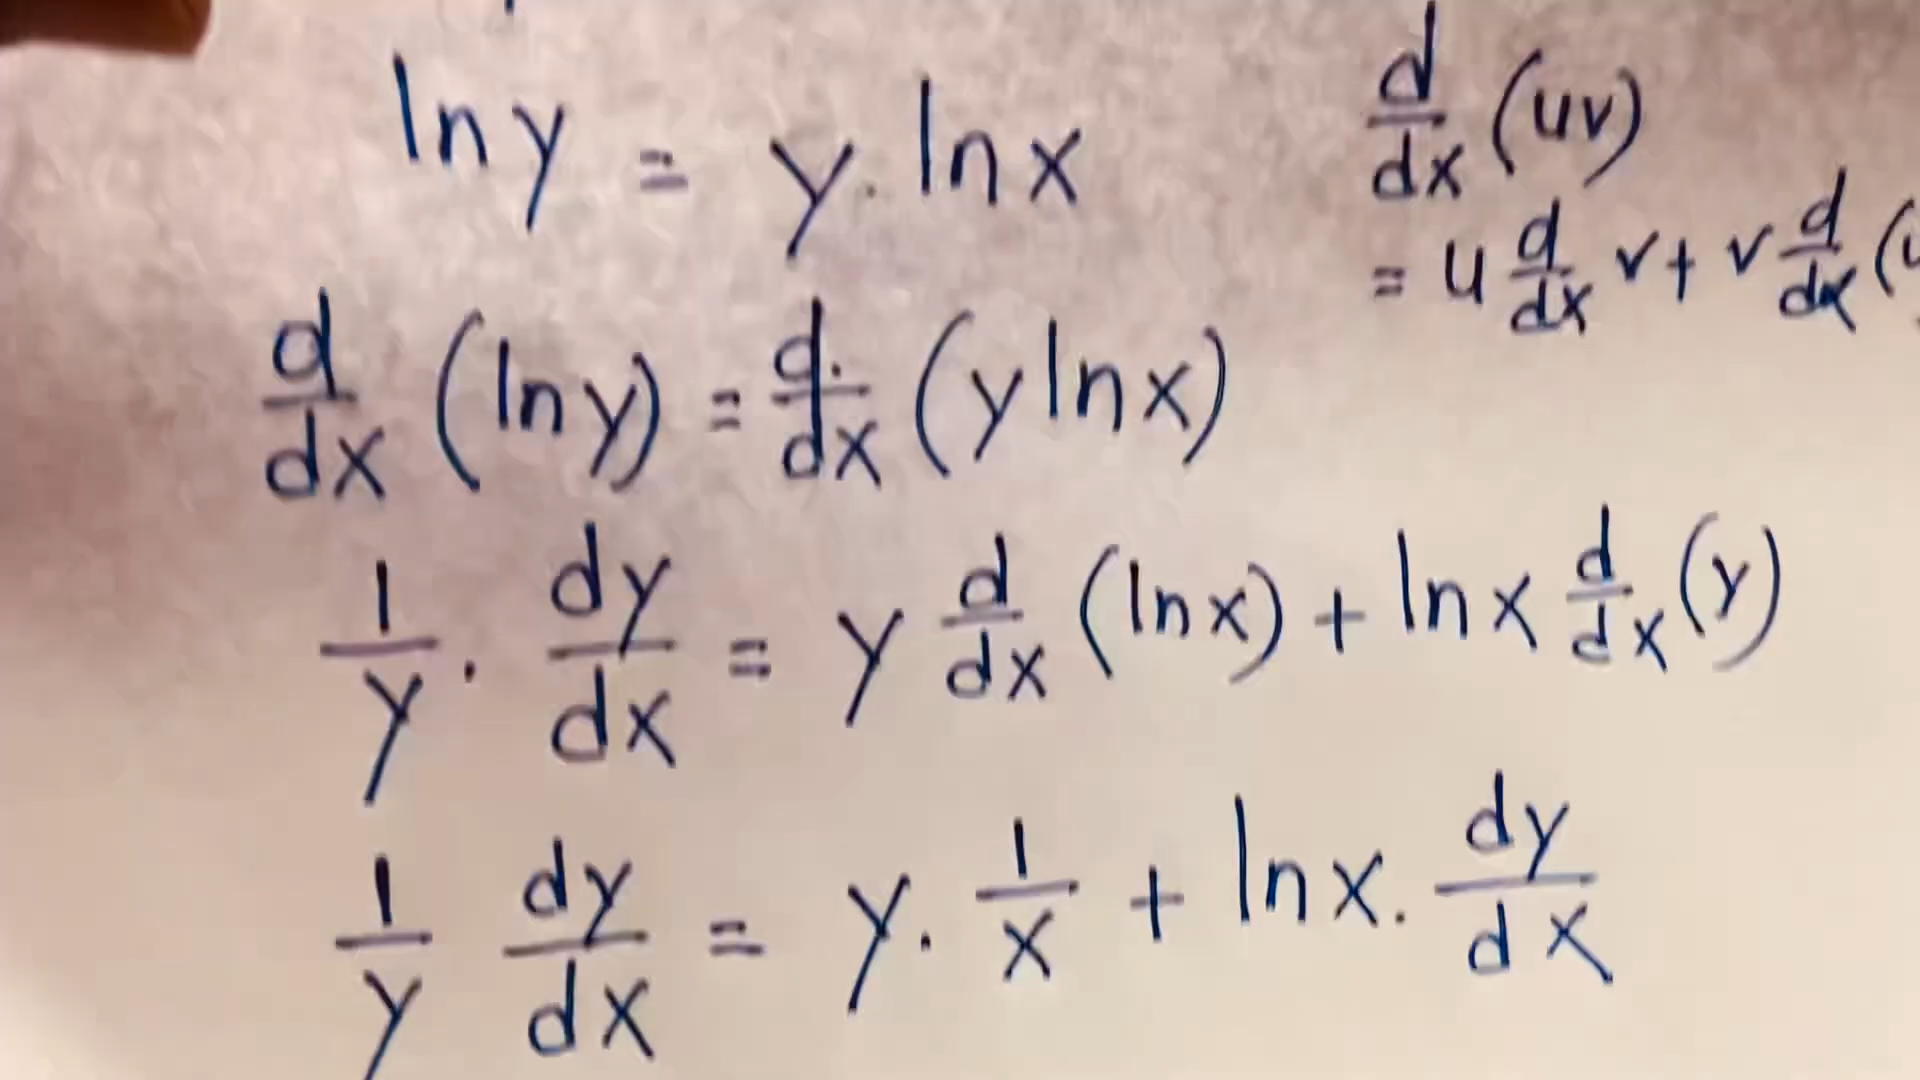 ln y = y . ln x
d/dx (uv)
= u d/dx v + v d/dx (
d/dx (ln y) = d/dx (y ln x)
1/y . dy/dx = y d/dx (ln x) + ln x d/dx (y)
1/y dy/dx = y . 1/x + ln x . dy/dx